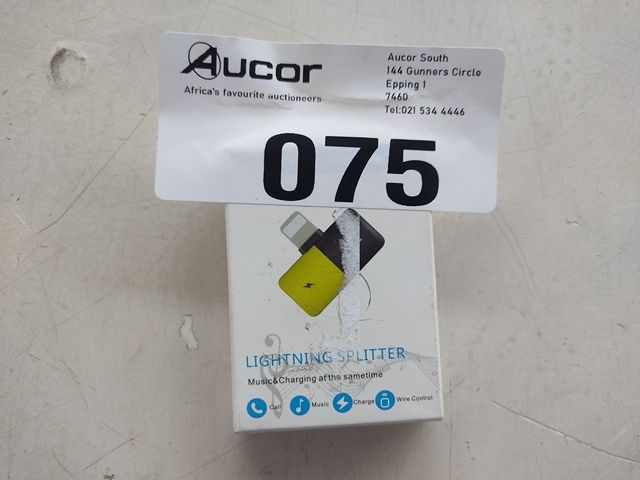 Aucor
Africa's favourite auctioneers
Aucor South
144 Gunners Circle
Epping 1
7460
Tel:021 534 4446
075
LIGHTNING SPLITTER
Music&Charging at the sametime
Call Music Charge Wire Control